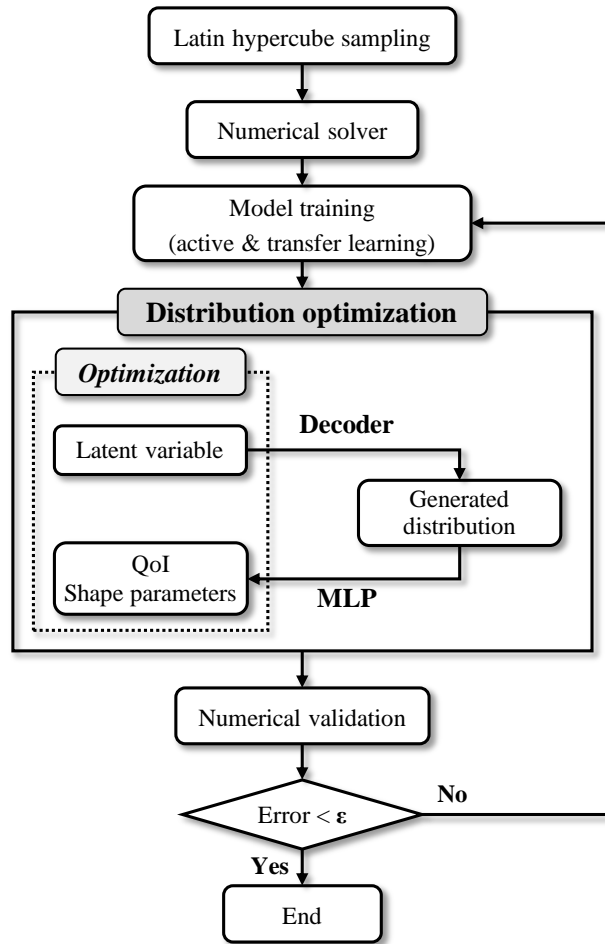 Latin hypercube sampling
Numerical solver
Model training
(active & transfer learning)
Distribution optimization
Optimization
Latent variable
Decoder
Generated
distribution
QoI
Shape parameters
MLP
Numerical validation
Error < ε
No
Yes
End